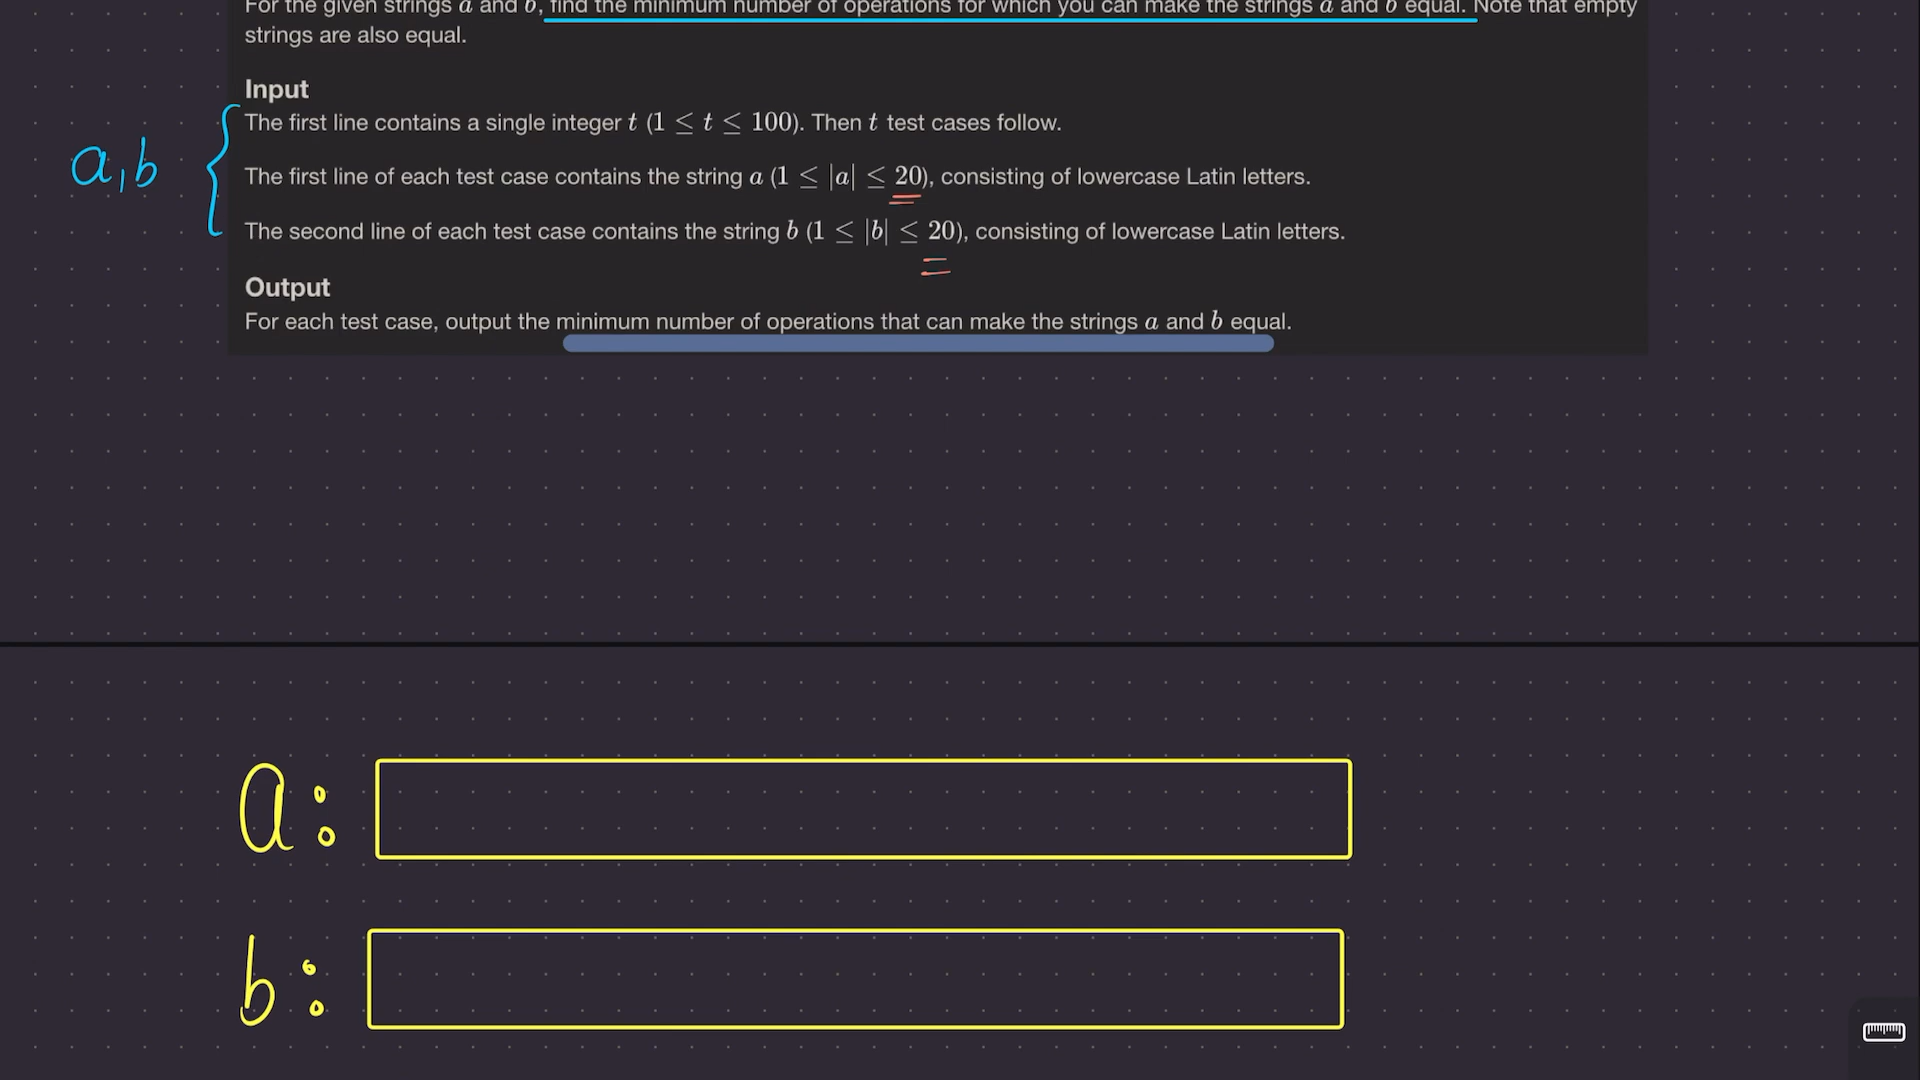 For the given strings a and b, find the minimum number of operations for which you can make the strings a and b equal. Note that empty
strings are also equal.
Input
The first line contains a single integer t (1 ≤ t ≤ 100). Then t test cases follow.
a,b
The first line of each test case contains the string a (1 ≤ |a| ≤ 20), consisting of lowercase Latin letters.
The second line of each test case contains the string b (1 ≤ |b| ≤ 20), consisting of lowercase Latin letters.
Output
For each test case, output the minimum number of operations that can make the strings a and b equal.
a:
b: